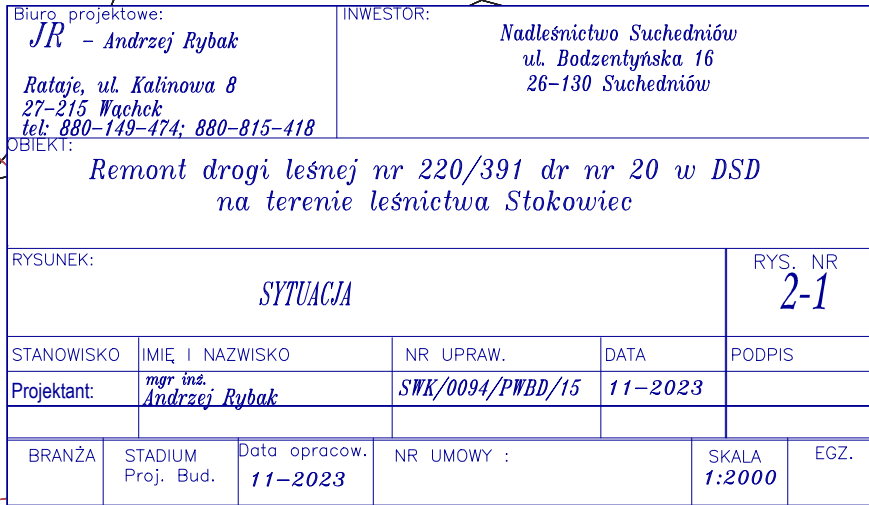 Biuro projektowe:
JR – Andrzej Rybak
Rataje, ul. Kalinowa 8
27–215 Wąchck
tel: 880–149–474; 880–815–418
INWESTOR:
Nadleśnictwo Suchedniów
ul. Bodzentyńska 16
26–130 Suchedniów
OBIEKT:
Remont drogi leśnej nr 220/391 dr nr 20 w DSD
na terenie leśnictwa Stokowiec
RYSUNEK:
SYTUACJA
RYS. NR
2-1
STANOWISKO IMIĘ I NAZWISKO NR UPRAW. DATA PODPIS
Projektant: mgr inż. Andrzej Rybak SWK/0094/PWBD/15 11–2023
BRANŻA
STADIUM
Proj. Bud.
Data opracow.
11–2023
NR UMOWY :
SKALA
1:2000
EGZ.